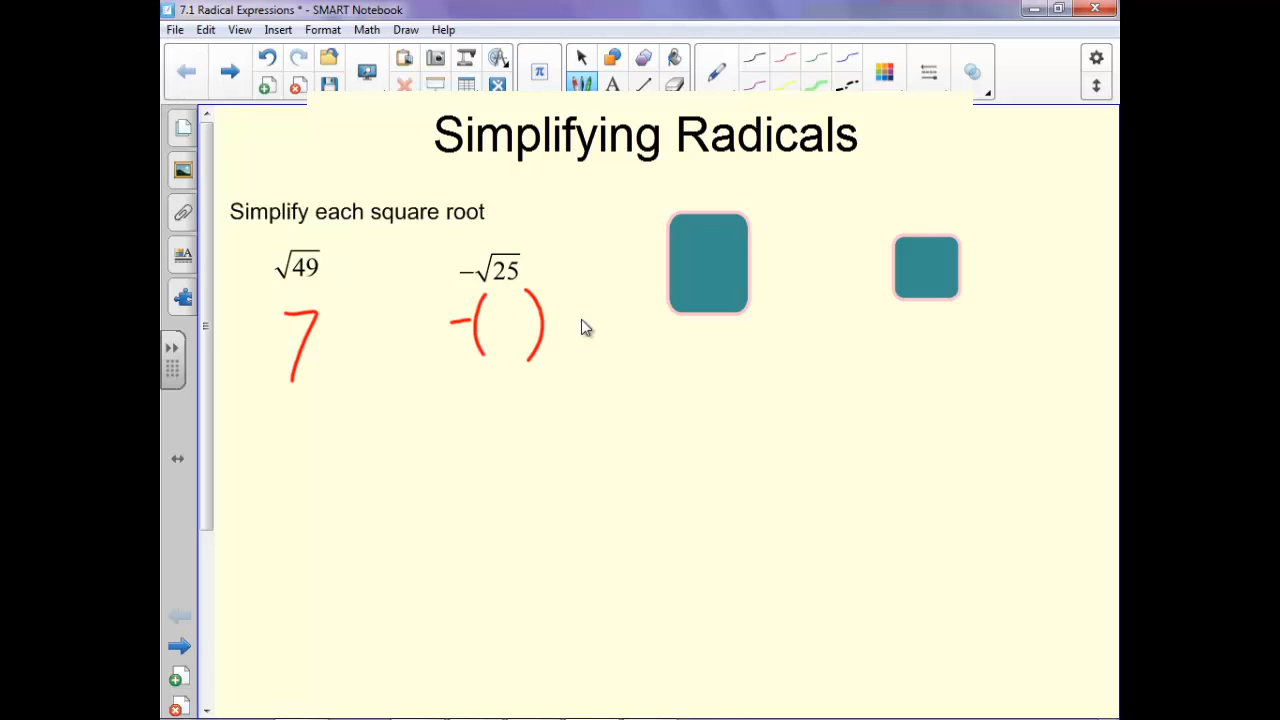 7.1 Radical Expressions * - SMART Notebook
File Edit View Insert Format Math Draw Help
π
A
A
Simplifying Radicals
Simplify each square root
√49
−√25
7
-( )